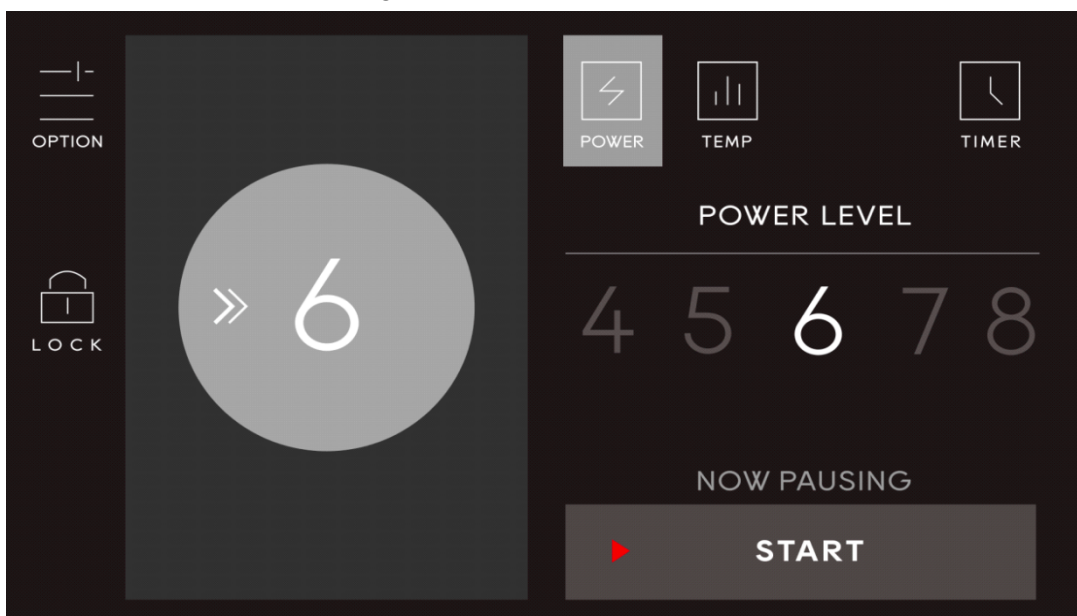 OPTION
LOCK
6
POWER
TEMP
TIMER
POWER LEVEL
4 5 6 7 8
NOW PAUSING
START